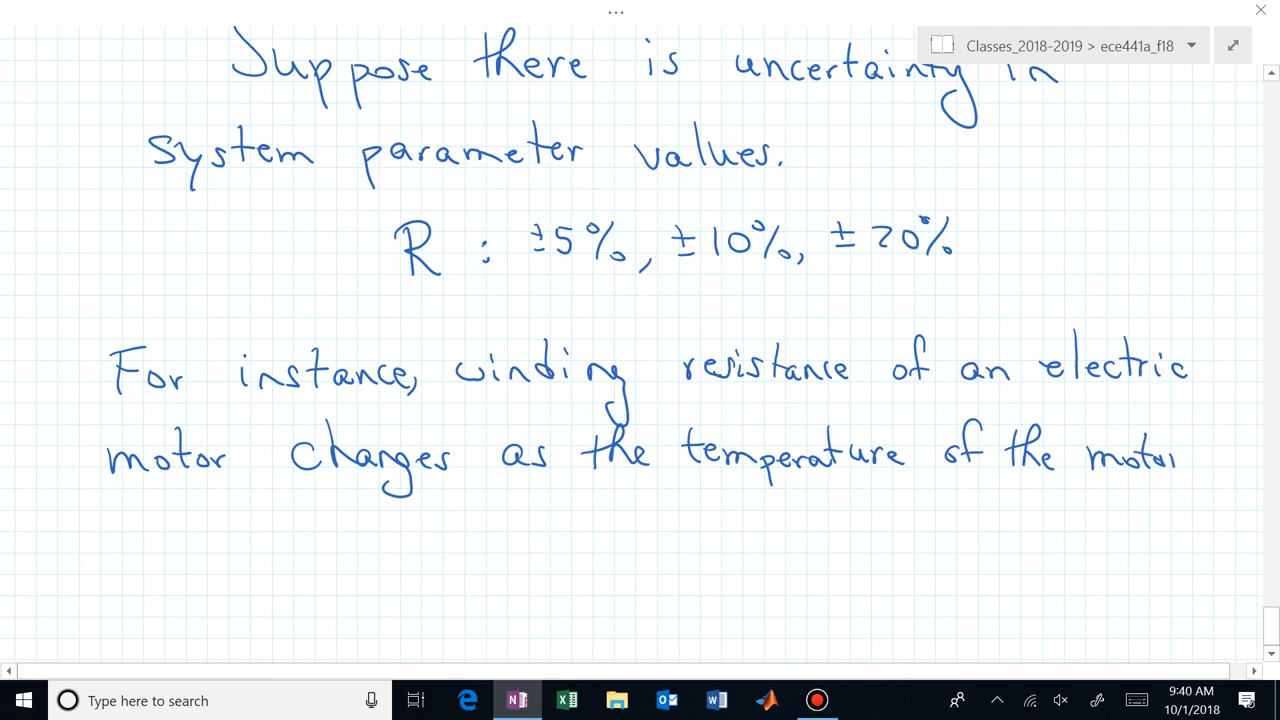 Classes_2018-2019 > ece441a_f18
Suppose there is uncertainty in
system parameter values.
R : ±5%, ±10%, ±20%
For instance, winding resistance of an electric
motor changes as the temperature of the motor
Type here to search
9:40 AM
10/1/2018